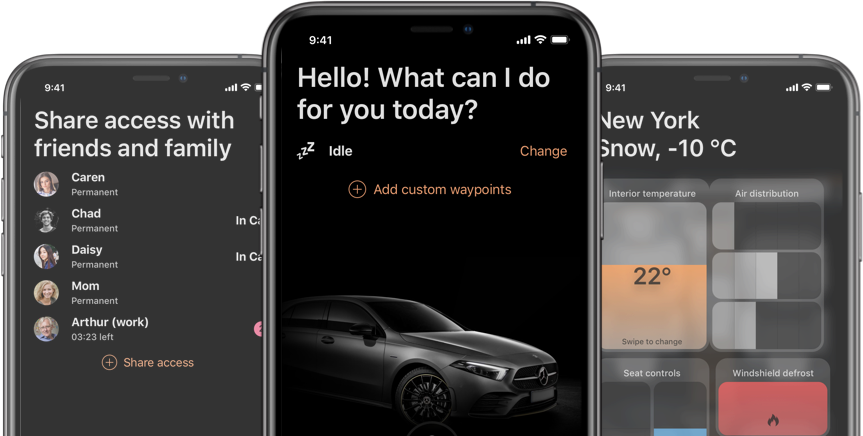 9:41
Share access with
friends and family
Caren
Permanent
Chad
Permanent
In
Daisy
Permanent
In
Mom
Permanent
Arthur (work)
03:23 left
Share access
9:41
Hello! What can I do
for you today?
zzZ
Idle
Change
Add custom waypoints
9:41
New York
Snow, -10 °C
Interior temperature
Air distribution
22°
Swipe to change
Seat controls
Windshield defrost